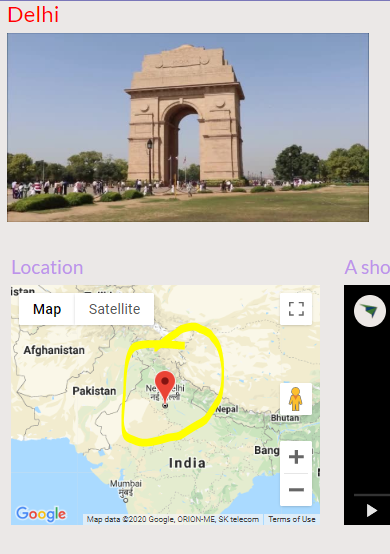 Delhi
Location
A sho
istan
Map Satellite
Afghanistan
Pakistan
New Delhi
नई दिल्ली
Nepal
Bhutan
Bang
India
Mumbai
मुंबई
Google
Map data ©2020 Google, ORION-ME, SK telecom Terms of Use